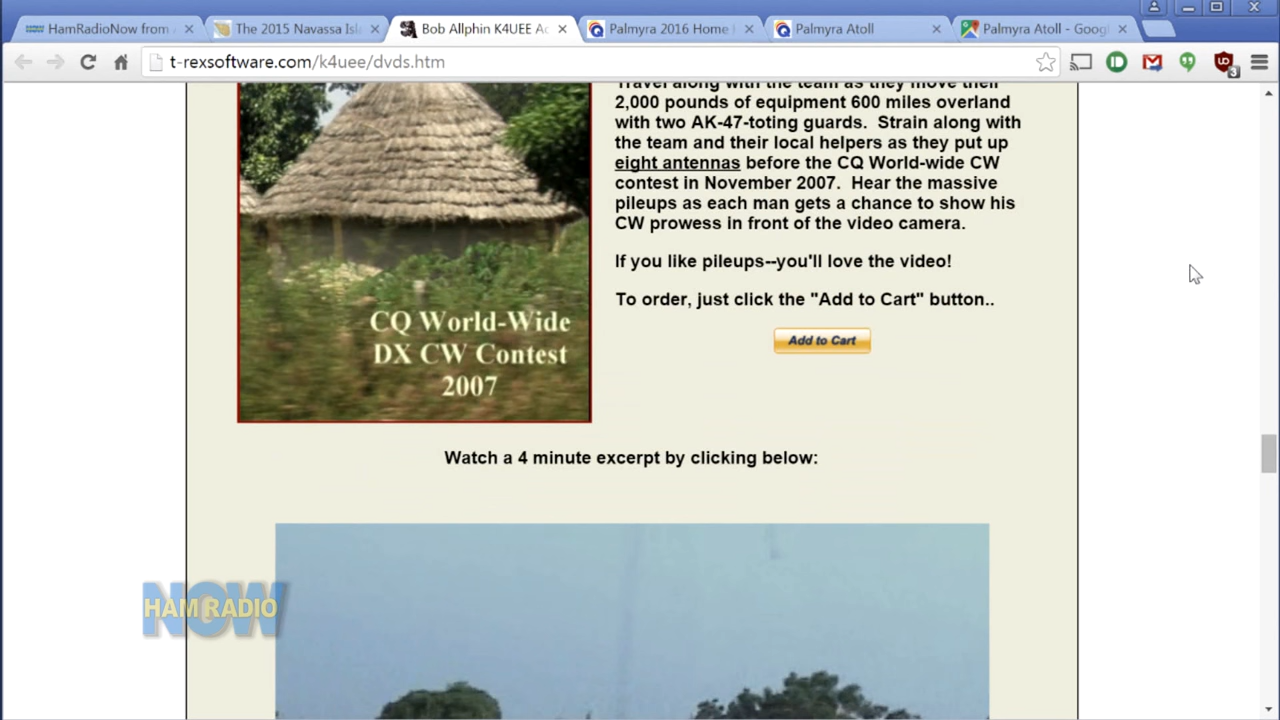 HamRadioNow from
The 2015 Navassa Isl
Bob Allphin K4UEE Ac
Palmyra 2016 Home
Palmyra Atoll
Palmyra Atoll - Goog
t-rexsoftware.com/k4uee/dvds.htm
3
Travel along with the team as they move their
2,000 pounds of equipment 600 miles overland
with two AK-47-toting guards. Strain along with
the team and their local helpers as they put up
eight antennas before the CQ World-wide CW
contest in November 2007. Hear the massive
pileups as each man gets a chance to show his
CW prowess in front of the video camera.
If you like pileups--you'll love the video!
To order, just click the "Add to Cart" button..
Add to Cart
CQ World-Wide
DX CW Contest
2007
Watch a 4 minute excerpt by clicking below:
NOW
HAM RADIO